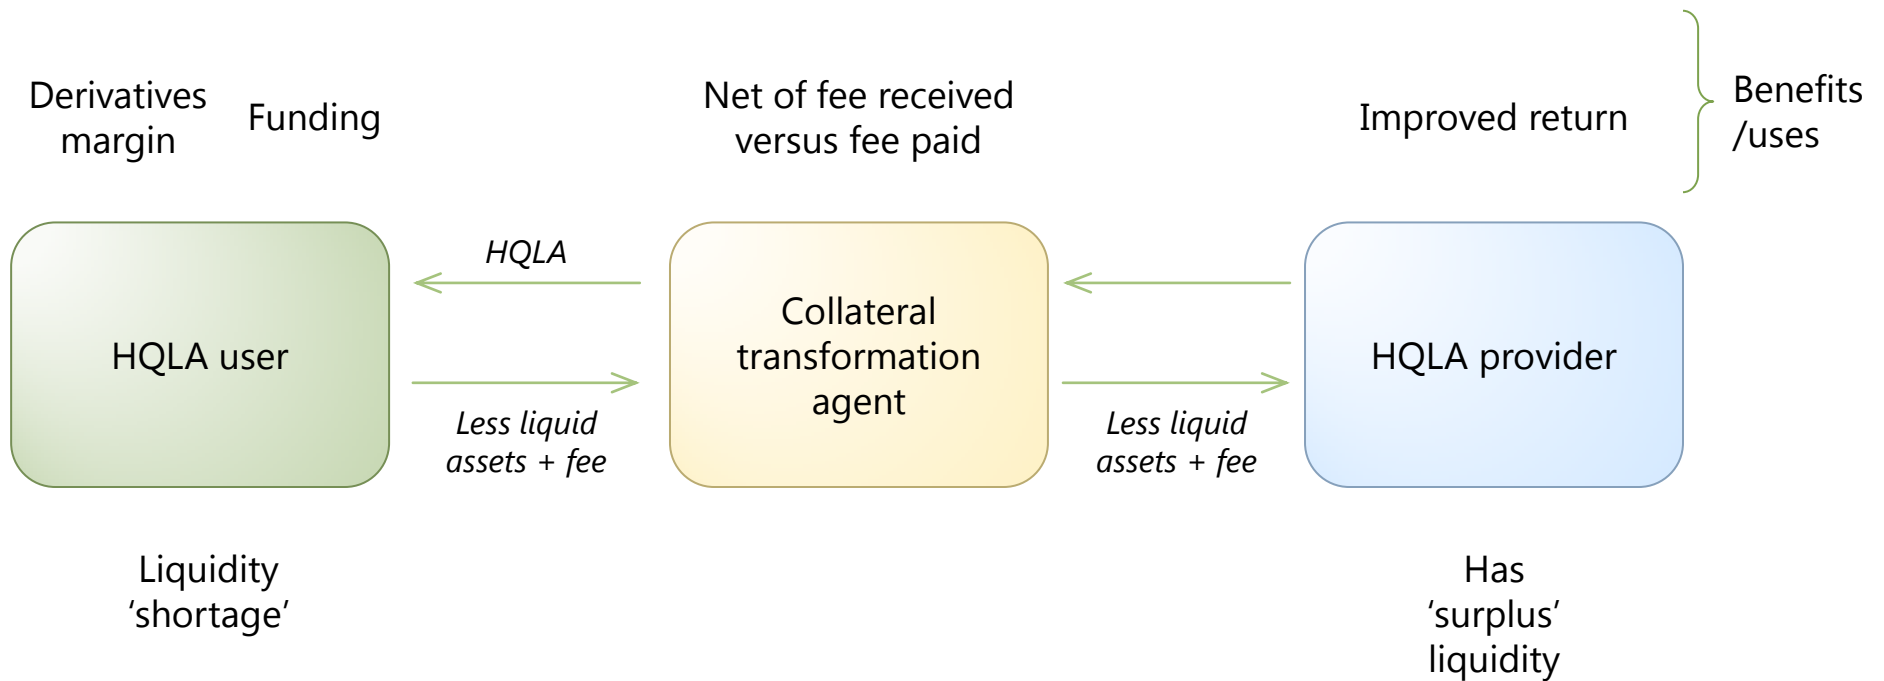 Derivatives
margin
Funding
Net of fee received
versus fee paid
Improved return
Benefits
/uses
HQLA user
HQLA
Less liquid
assets + fee
Collateral
transformation
agent
Less liquid
assets + fee
HQLA provider
Liquidity
‘shortage’
Has
‘surplus’
liquidity